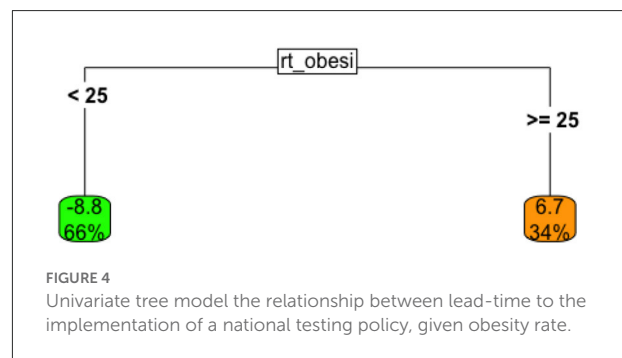 rt_obesi
< 25
>= 25
-8.8
66%
6.7
34%
FIGURE 4
Univariate tree model the relationship between lead-time to the
implementation of a national testing policy, given obesity rate.